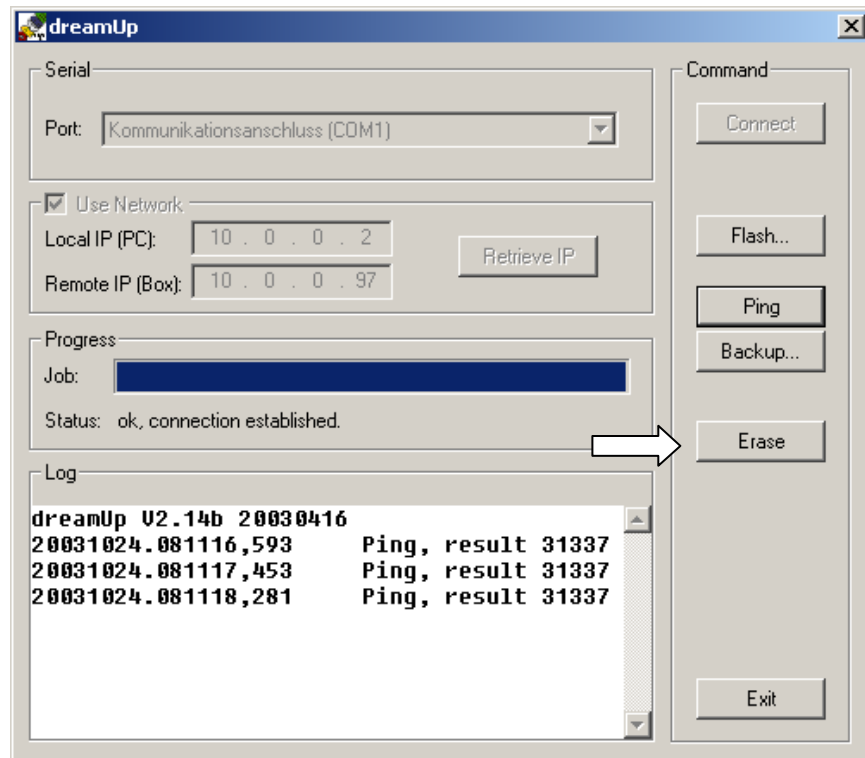 dreamUp
Serial
Port: Kommunikationsanschluss (COM1)
Use Network
Local IP (PC): 10 . 0 . 0 . 2
Remote IP (Box): 10 . 0 . 0 . 97
Retrieve IP
Progress
Job:
Status: ok, connection established.
Log
dreamUp V2.14b 20030416
20031024.081116,593 Ping, result 31337
20031024.081117,453 Ping, result 31337
20031024.081118,281 Ping, result 31337
Command
Connect
Flash...
Ping
Backup...
Erase
Exit